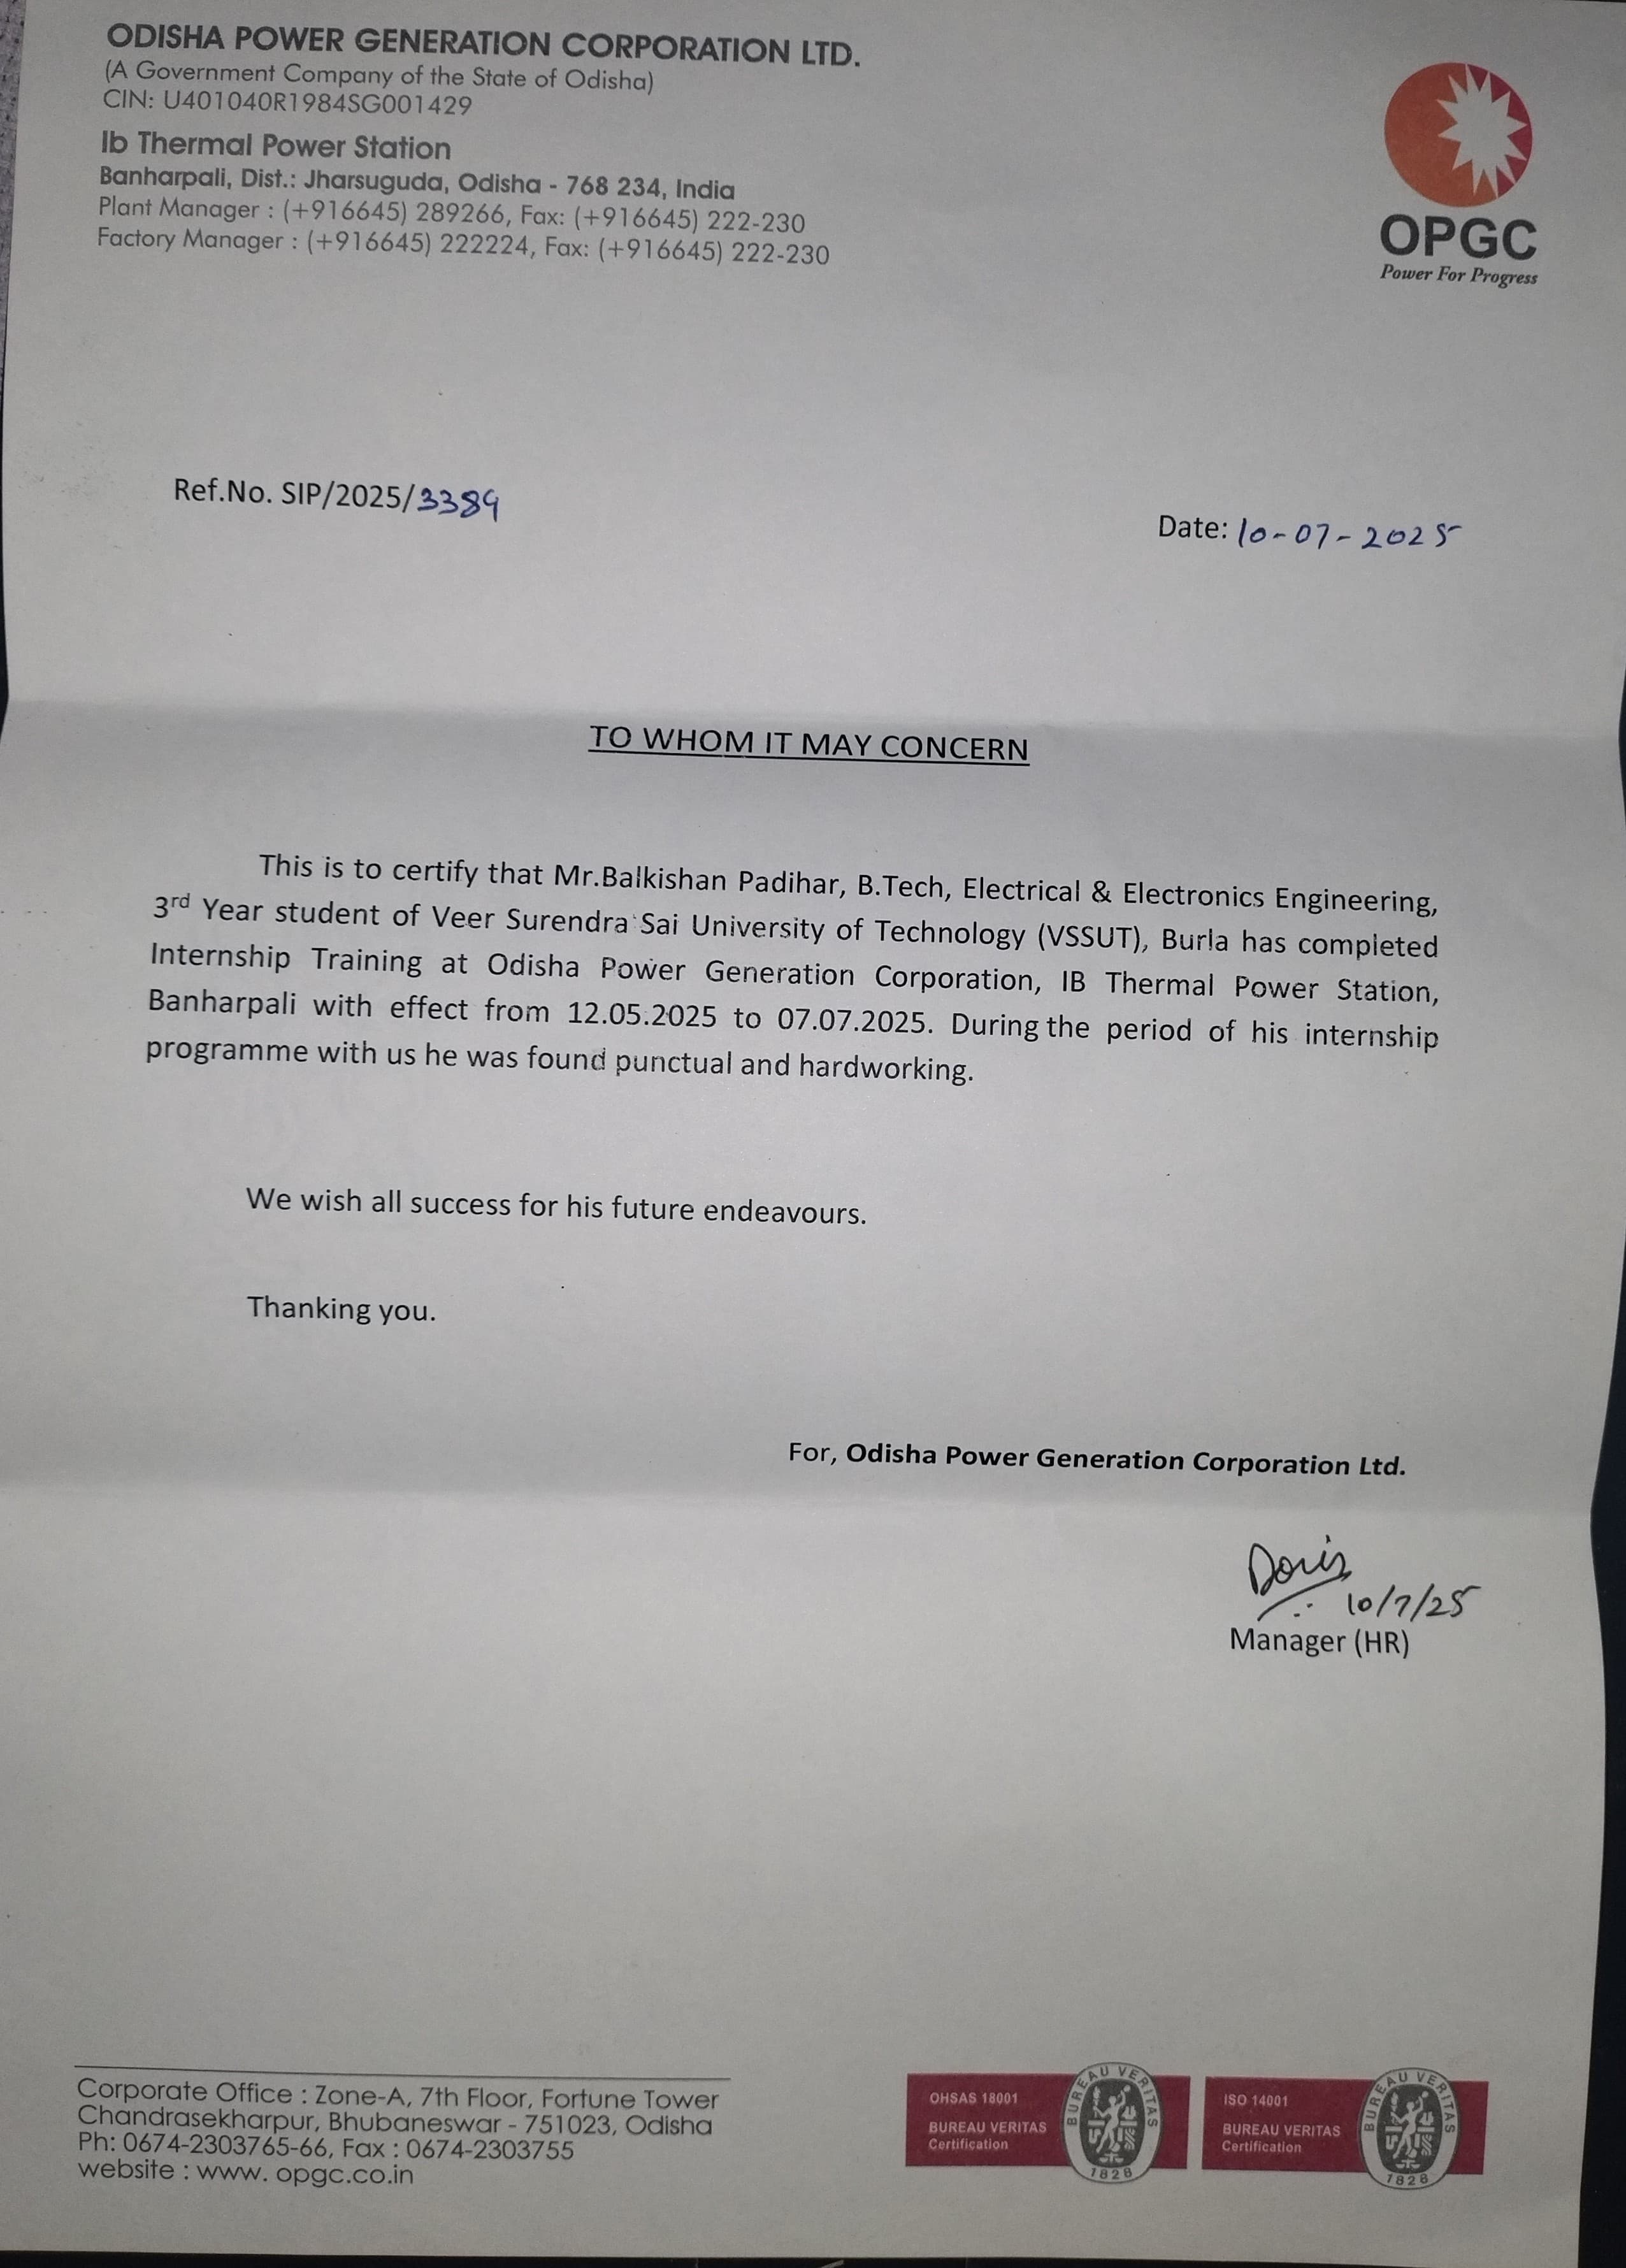 ODISHA POWER GENERATION CORPORATION LTD.
(A Government Company of the State of Odisha)
CIN: U401040R1984SG001429
Ib Thermal Power Station
Banharpali, Dist.: Jharsuguda, Odisha - 768 234, India
Plant Manager : (+916645) 289266, Fax: (+916645) 222-230
Factory Manager : (+916645) 222224, Fax: (+916645) 222-230
OPGC
Power For Progress
Ref.No. SIP/2025/3389
Date: 10-07-2025
TO WHOM IT MAY CONCERN
This is to certify that Mr.Balkishan Padihar, B.Tech, Electrical & Electronics Engineering,
3rd Year student of Veer Surendra Sai University of Technology (VSSUT), Burla has completed
Internship Training at Odisha Power Generation Corporation, IB Thermal Power Station,
Banharpali with effect from 12.05.2025 to 07.07.2025. During the period of his internship
programme with us he was found punctual and hardworking.
We wish all success for his future endeavours.
Thanking you.
For, Odisha Power Generation Corporation Ltd.
Doris
10/7/25
Manager (HR)
Corporate Office : Zone-A, 7th Floor, Fortune Tower
Chandrasekharpur, Bhubaneswar - 751023, Odisha
Ph: 0674-2303765-66, Fax : 0674-2303755
website : www. opgc.co.in
OHSAS 18001
BUREAU VERITAS
Certification
BUREAU VERITAS
1828
ISO 14001
BUREAU VERITAS
Certification
BUREAU VERITAS
1828